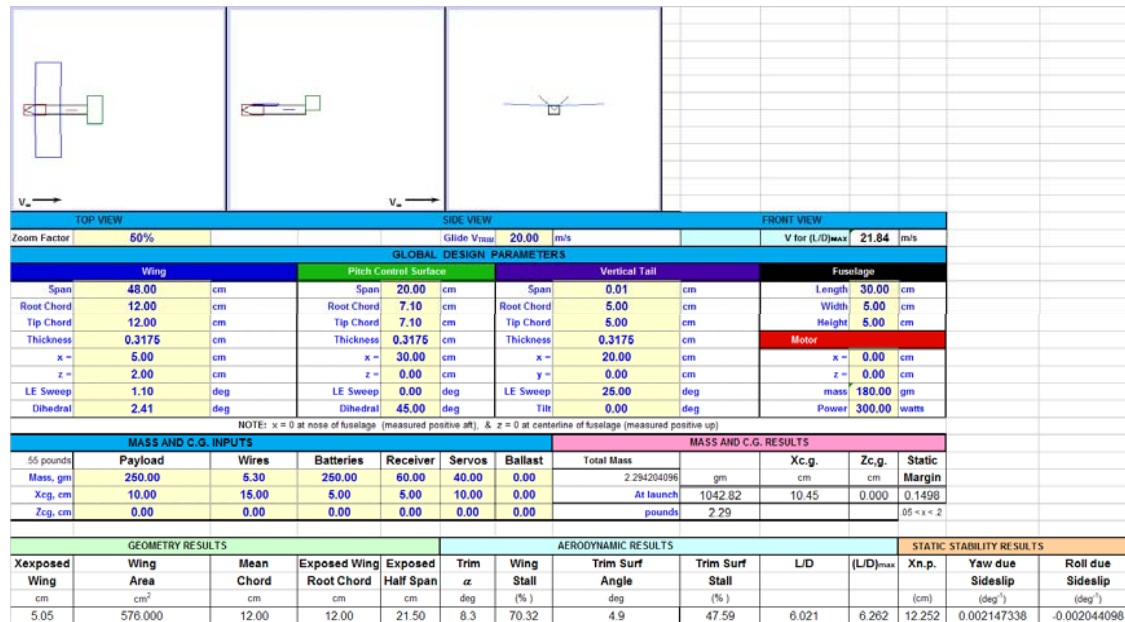 V∞ V∞
TOP VIEW SIDE VIEW FRONT VIEW
Zoom Factor 50% Glide VTRIM 20.00 m/s V for (L/D)MAX 21.84 m/s
GLOBAL DESIGN PARAMETERS
Wing Pitch Control Surface Vertical Tail Fuselage
Span 48.00 cm Span 20.00 cm Span 0.01 cm Length 30.00 cm
Root Chord 12.00 cm Root Chord 7.10 cm Root Chord 5.00 cm Width 5.00 cm
Tip Chord 12.00 cm Tip Chord 7.10 cm Tip Chord 5.00 cm Height 5.00 cm
Thickness 0.3175 cm Thickness 0.3175 cm Thickness 0.3175 cm Motor
x = 5.00 cm x = 30.00 cm x = 20.00 cm x = 0.00 cm
z = 2.00 cm z = 0.00 cm y = 0.00 cm z = 0.00 cm
LE Sweep 1.10 deg LE Sweep 0.00 deg LE Sweep 25.00 deg mass 180.00 gm
Dihedral 2.41 deg Dihedral 45.00 deg Tilt 0.00 deg Power 300.00 watts
NOTE: x = 0 at nose of fuselage (measured positive aft), & z = 0 at centerline of fuselage (measured positive up)
MASS AND C.G. INPUTS MASS AND C.G. RESULTS
.55 pounds Payload Wires Batteries Receiver Servos Ballast Total Mass Xc.g. Zc,g. Static
Mass, gm 250.00 5.30 250.00 60.00 40.00 0.00 2.294204096 gm cm cm Margin
Xcg, cm 10.00 15.00 5.00 5.00 10.00 0.00 At launch 1042.82 10.45 0.000 0.1498
Zcg, cm 0.00 0.00 0.00 0.00 0.00 0.00 pounds 2.29 .05 < x < .2
GEOMETRY RESULTS AERODYNAMIC RESULTS STATIC STABILITY RESULTS
Xexposed Wing Mean Exposed Wing Exposed Trim Wing Trim Surf Trim Surf L/D (L/D)max Xn.p. Yaw due Roll due
Wing Area Chord Root Chord Half Span α Stall Angle Stall Sideslip Sideslip
cm cm² cm cm cm deg (% ) deg (% ) (cm) (deg⁻¹) (deg⁻¹)
5.05 576.000 12.00 12.00 21.50 8.3 70.32 4.9 47.59 6.021 6.262 12.252 0.002147338 -0.002044098